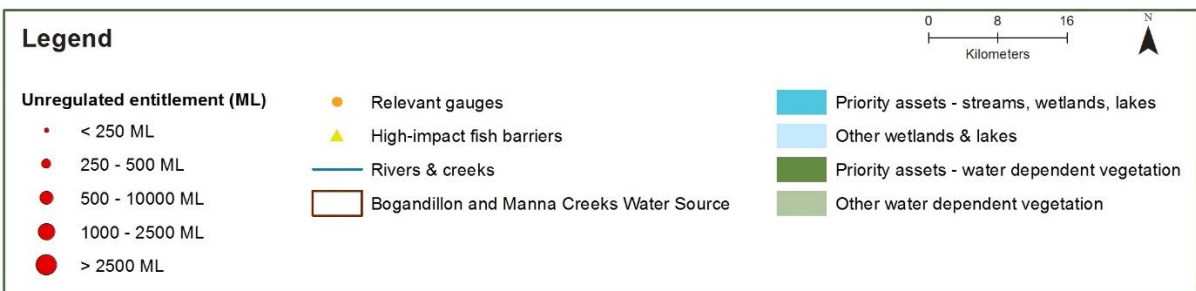 Legend
0 8 16
Kilometers
N
Unregulated entitlement (ML)
< 250 ML
250 - 500 ML
500 - 10000 ML
1000 - 2500 ML
> 2500 ML
Relevant gauges
High-impact fish barriers
Rivers & creeks
Bogandillon and Manna Creeks Water Source
Priority assets - streams, wetlands, lakes
Other wetlands & lakes
Priority assets - water dependent vegetation
Other water dependent vegetation